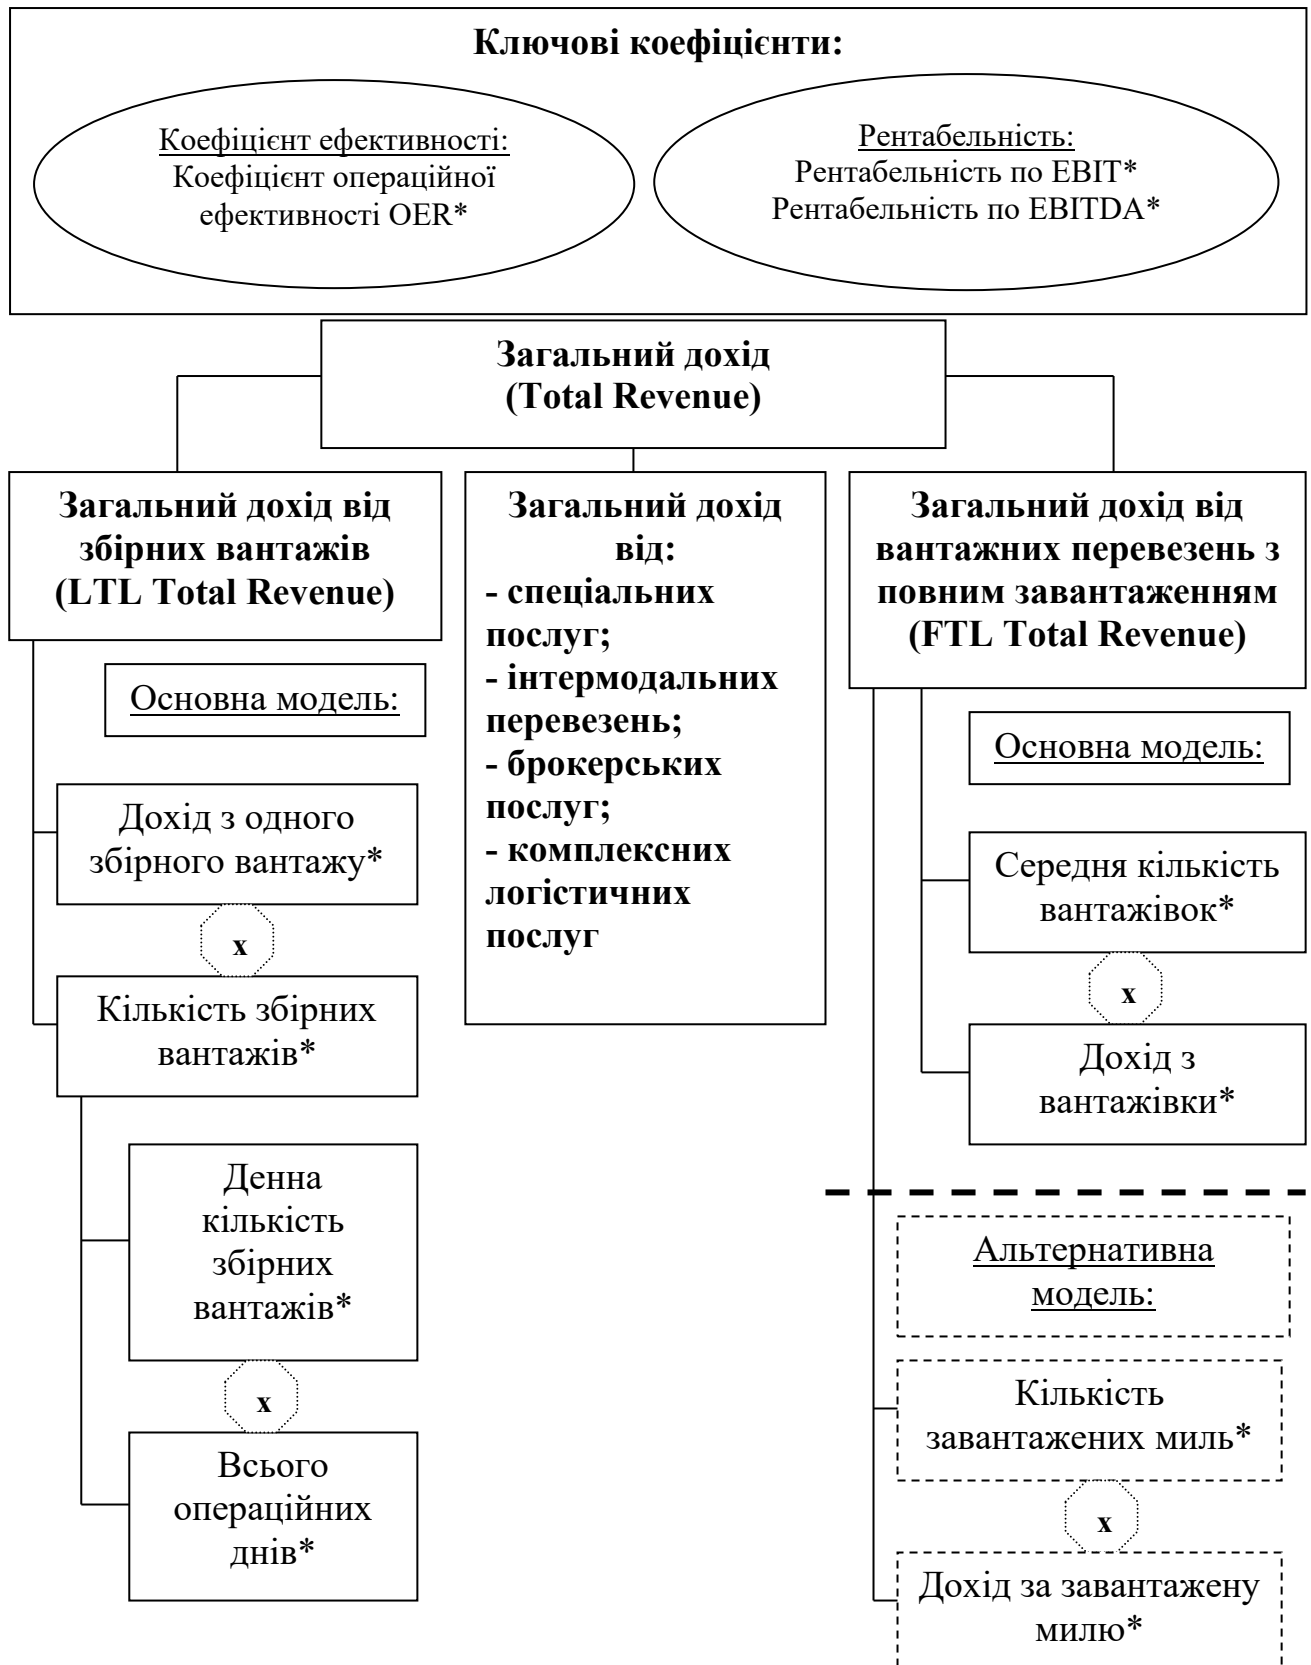 Ключові коефіцієнти:
Коефіцієнт ефективності:
Коефіцієнт операційної
ефективності OER*
Рентабельність:
Рентабельність по EBIT*
Рентабельність по EBITDA*
Загальний дохід
(Total Revenue)
Загальний дохід від
збірних вантажів
(LTL Total Revenue)
Основна модель:
Дохід з одного
збірного вантажу*
x
Кількість збірних
вантажів*
Денна
кількість
збірних
вантажів*
x
Всього
операційних
днів*
Загальний дохід
від:
- спеціальних
послуг;
- інтермодальних
перевезень;
- брокерських
послуг;
- комплексних
логістичних
послуг
Загальний дохід від
вантажних перевезень з
повним завантаженням
(FTL Total Revenue)
Основна модель:
Середня кількість
вантажівок*
x
Дохід з
вантажівки*
Альтернативна
модель:
Кількість
завантажених миль*
x
Дохід за завантажену
милю*